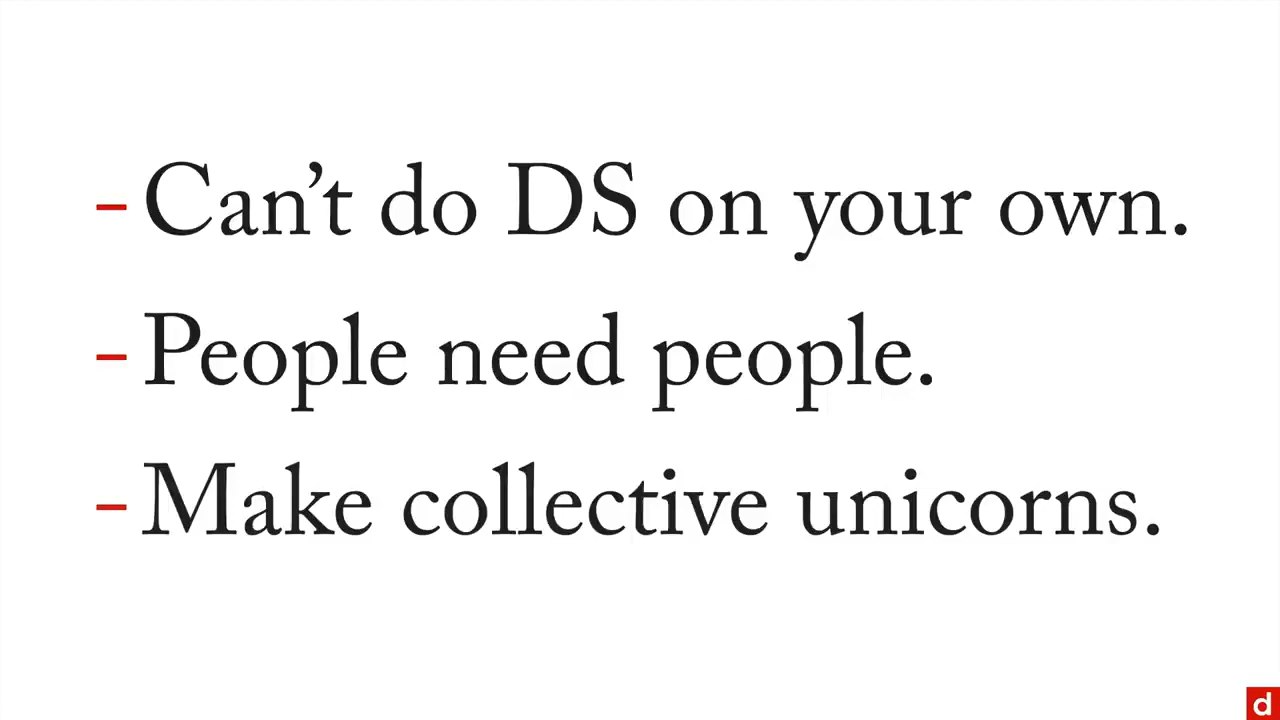 – Can’t do DS on your own.
– People need people.
– Make collective unicorns.
d